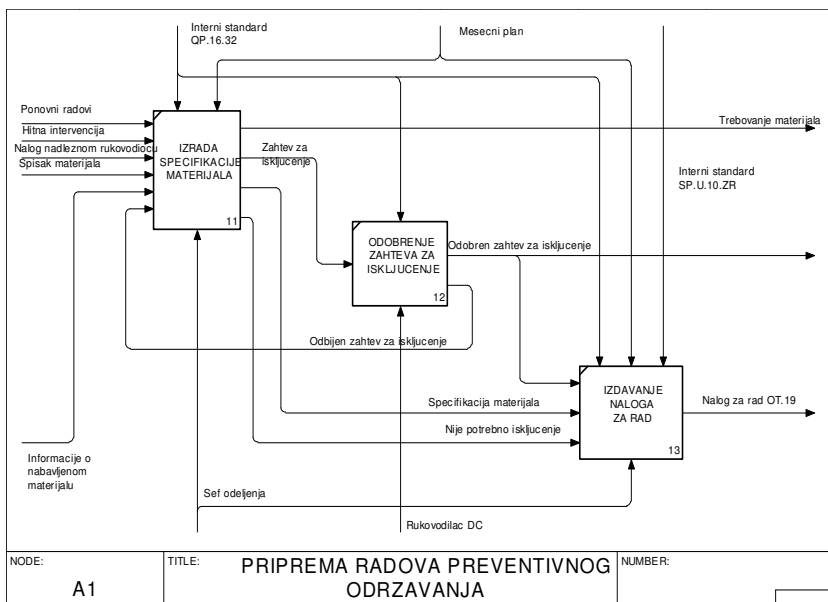 Interni standard
QP.16.32
Mesecni plan
Ponovni radovi
Hitna intervencija
Nalog nadleznom rukovodiocu
Spisak materijala
IZRADA
SPECIFIKACIJE
MATERIJALA
11
Zahtev za
iskljucenje
Trebovanje materijala
Interni standard
SP.U.10.ZR
ODOBRENJE
ZAHTEVA ZA
ISKLJUCENJE
12
Odobren zahtev za iskljucenje
Odbijen zahtev za iskljucenje
IZDAVANJE
NALOGA
ZA RAD
13
Specifikacija materijala
Nalog za rad OT.19
Nije potrebno iskljucenje
Informacije o
nabavljenom
materijalu
Sef odeljenja
Rukovodilac DC
NODE:
A1
TITLE:
PRIPREMA RADOVA PREVENTIVNOG
ODRZAVANJA
NUMBER: